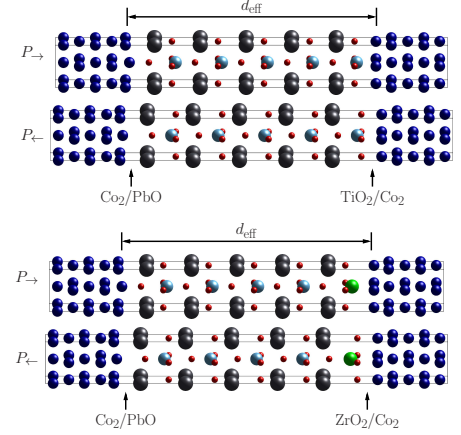 d_eff
P→
P←
Co₂/PbO TiO₂/Co₂
d_eff
P→
P←
Co₂/PbO ZrO₂/Co₂